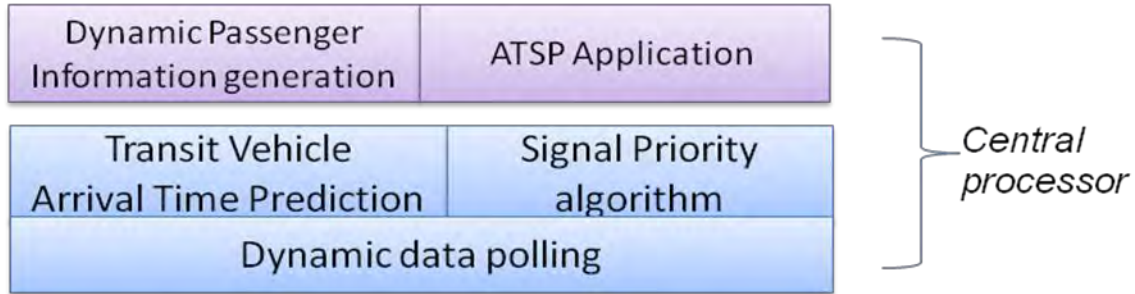 Dynamic Passenger
Information generation
ATSP Application
Transit Vehicle
Arrival Time Prediction
Signal Priority
algorithm
Dynamic data polling
Central
processor